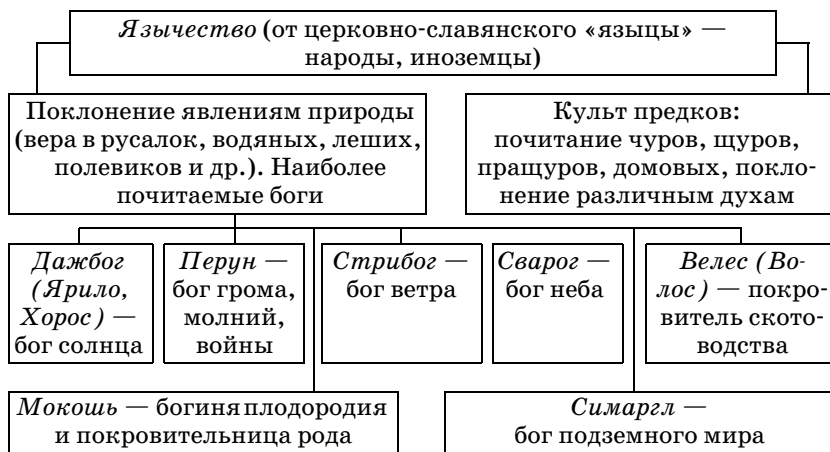 Язычество (от церковно-славянского «языцы» —
народы, иноземцы)
Поклонение явлениям природы
(вера в русалок, водяных, леших,
полевиков и др.). Наиболее
почитаемые боги
Культ предков:
почитание чуров, щуров,
пращуров, домовых, покло-
нение различным духам
Дажбог
(Ярило,
Хорос) —
бог солнца
Перун —
бог грома,
молний,
войны
Стрибог —
бог ветра
Сварог —
бог неба
Велес (Во-
лос) — покро-
витель ското-
водства
Мокошь — богиня плодородия
и покровительница рода
Симаргл —
бог подземного мира